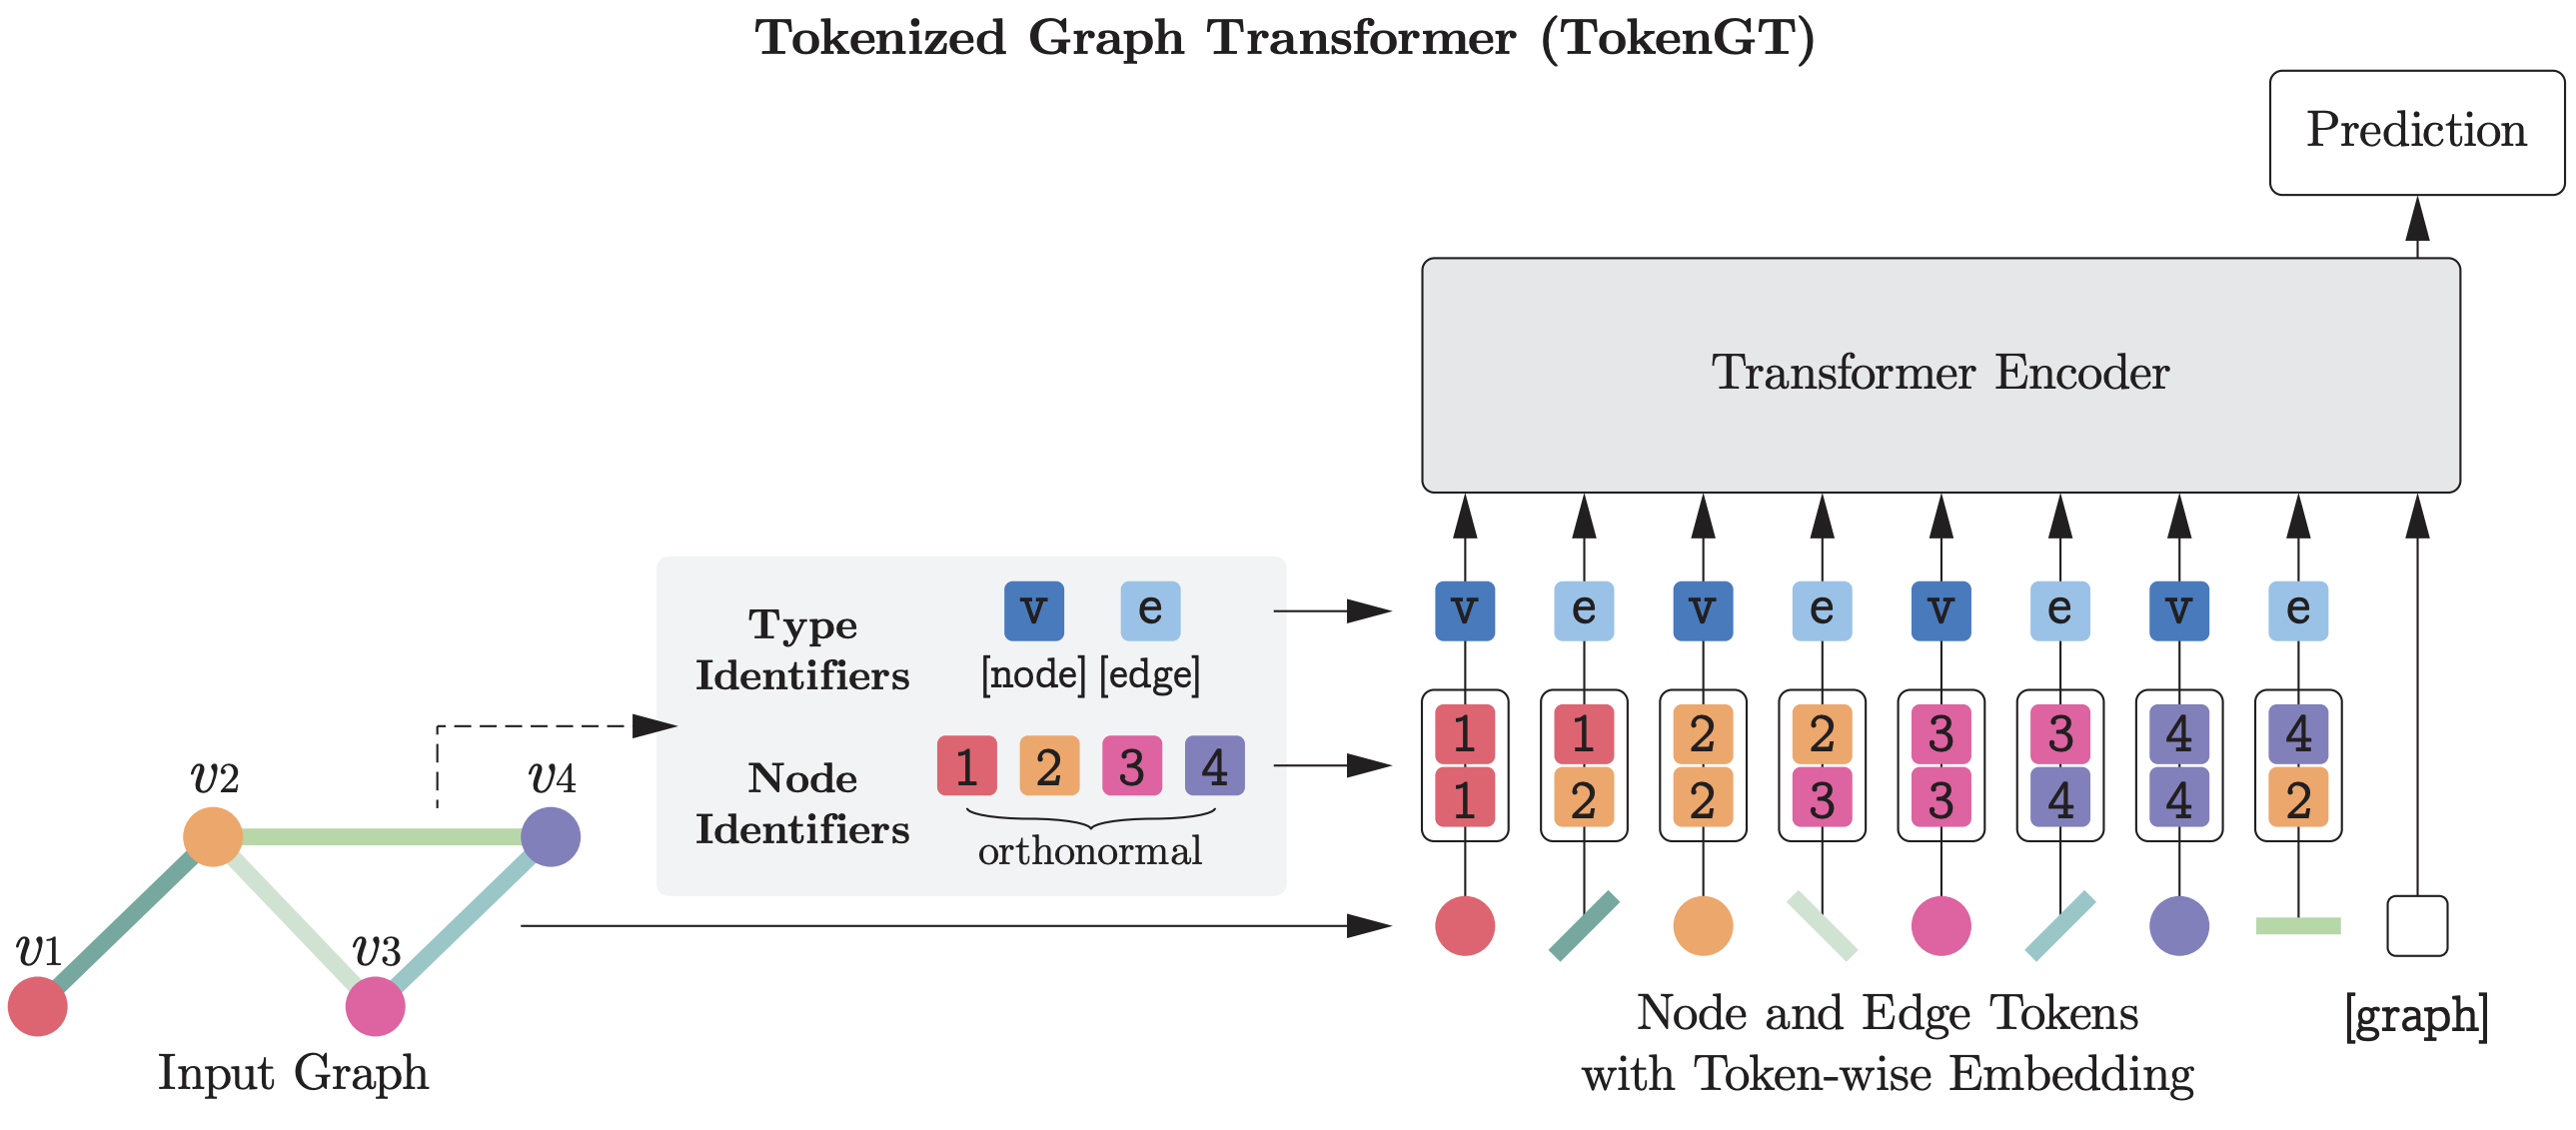 Tokenized Graph Transformer (TokenGT)
Prediction
Transformer Encoder
Type
Identifiers
v e
[node] [edge]
Node
Identifiers
1 2 3 4
orthonormal
v e v e v e v e
1 1 2 2 3 3 4 4
1 2 2 3 3 4 4 2
v2 v4
v1 v3
Input Graph
Node and Edge Tokens
with Token-wise Embedding
[graph]